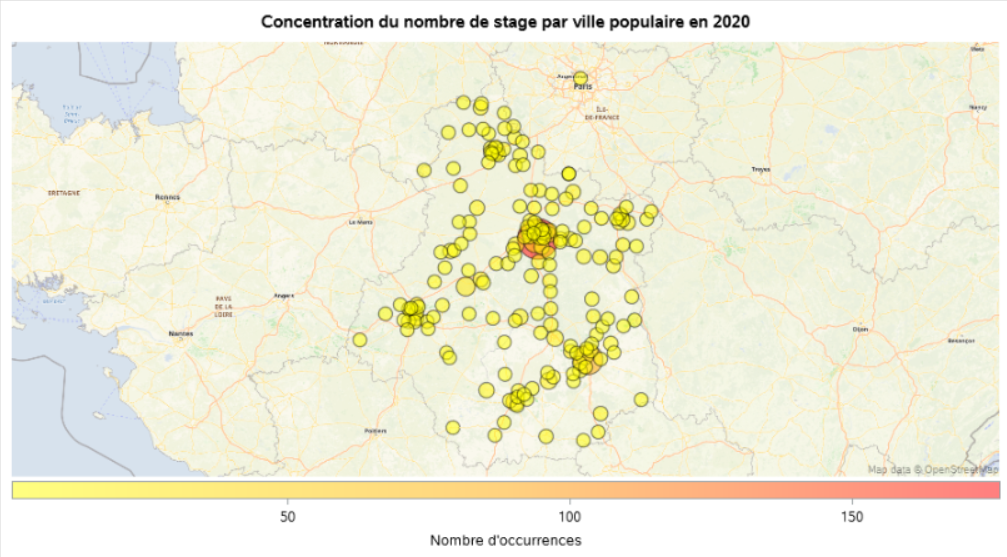 Concentration du nombre de stage par ville populaire en 2020
Paris
ÎLE-
DE-FRANCE
Metz
Nancy
Troyes
BRETAGNE
Rennes
Le Mans
Angers
PAYS
DE LA
LOIRE
Nantes
Dijon
Besançon
Poitiers
Map data © OpenStreetMap
50
100
150
Nombre d'occurrences